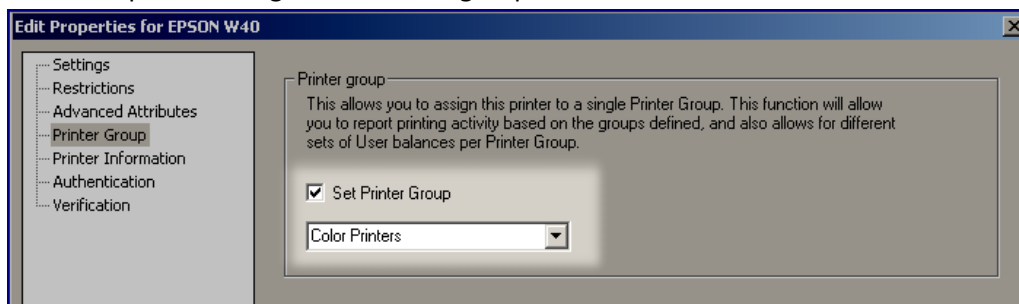 Edit Properties for EPSON W40
Settings
Restrictions
Advanced Attributes
Printer Group
Printer Information
Authentication
Verification
Printer group
This allows you to assign this printer to a single Printer Group. This function will allow
you to report printing activity based on the groups defined, and also allows for different
sets of User balances per Printer Group.
Set Printer Group
Color Printers